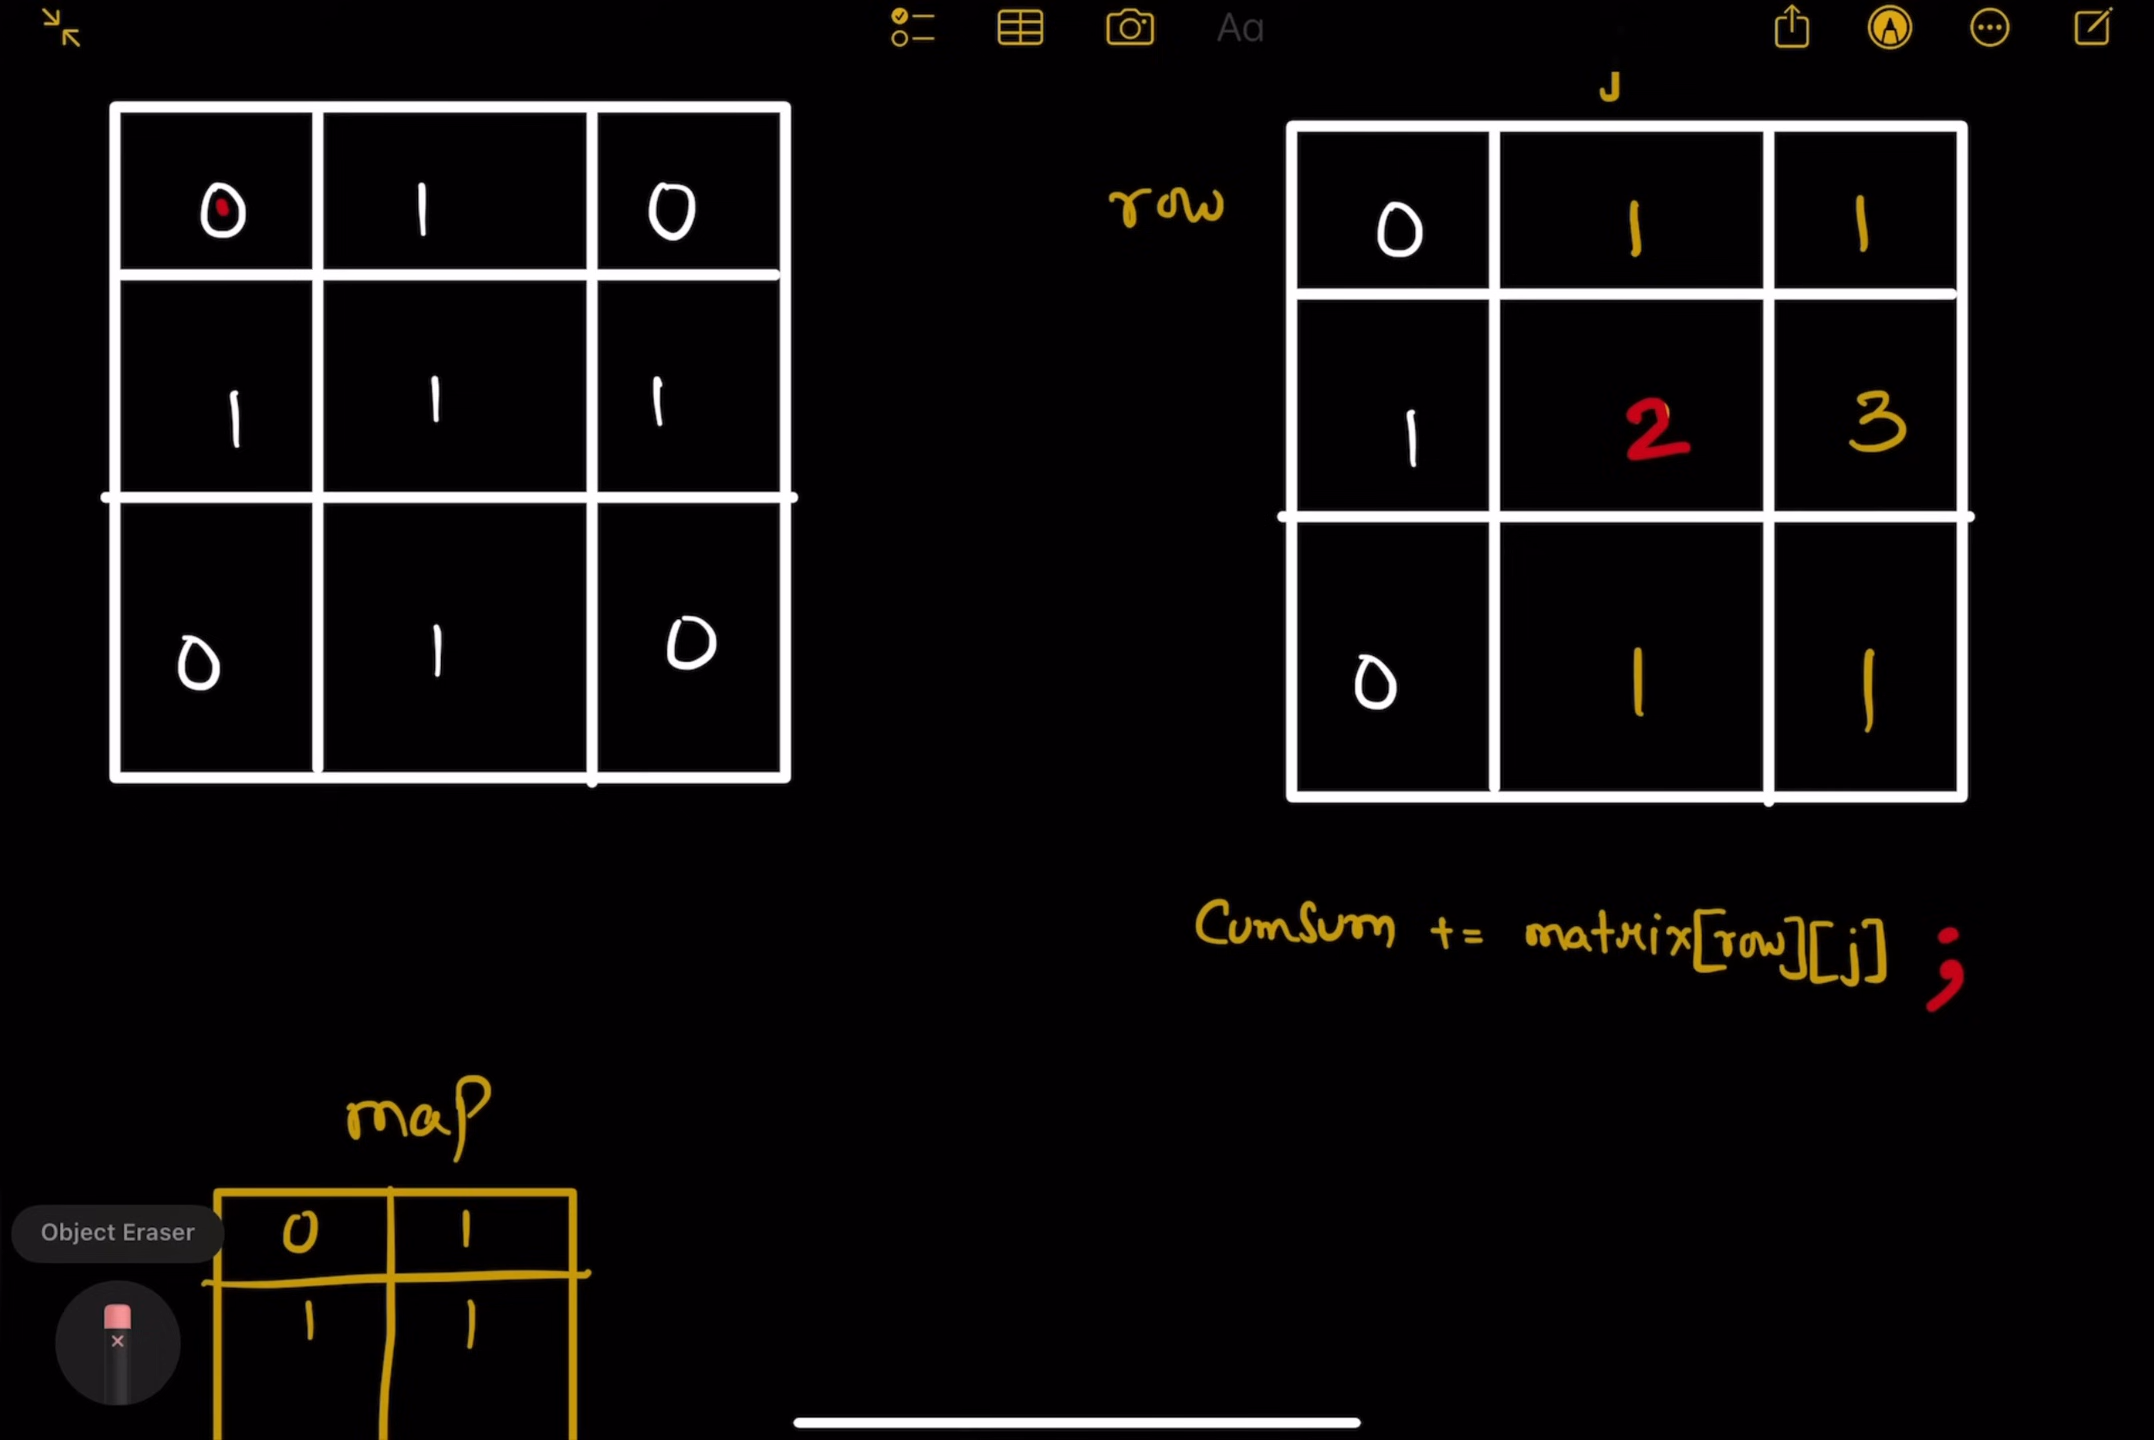 Aa
J
0 1 0
row 0 1 1
1 1 1
1 2 3
0 1 0
0 1 1
CumSum += matrix[row][j] ;
map
Object Eraser
0 1
1 1